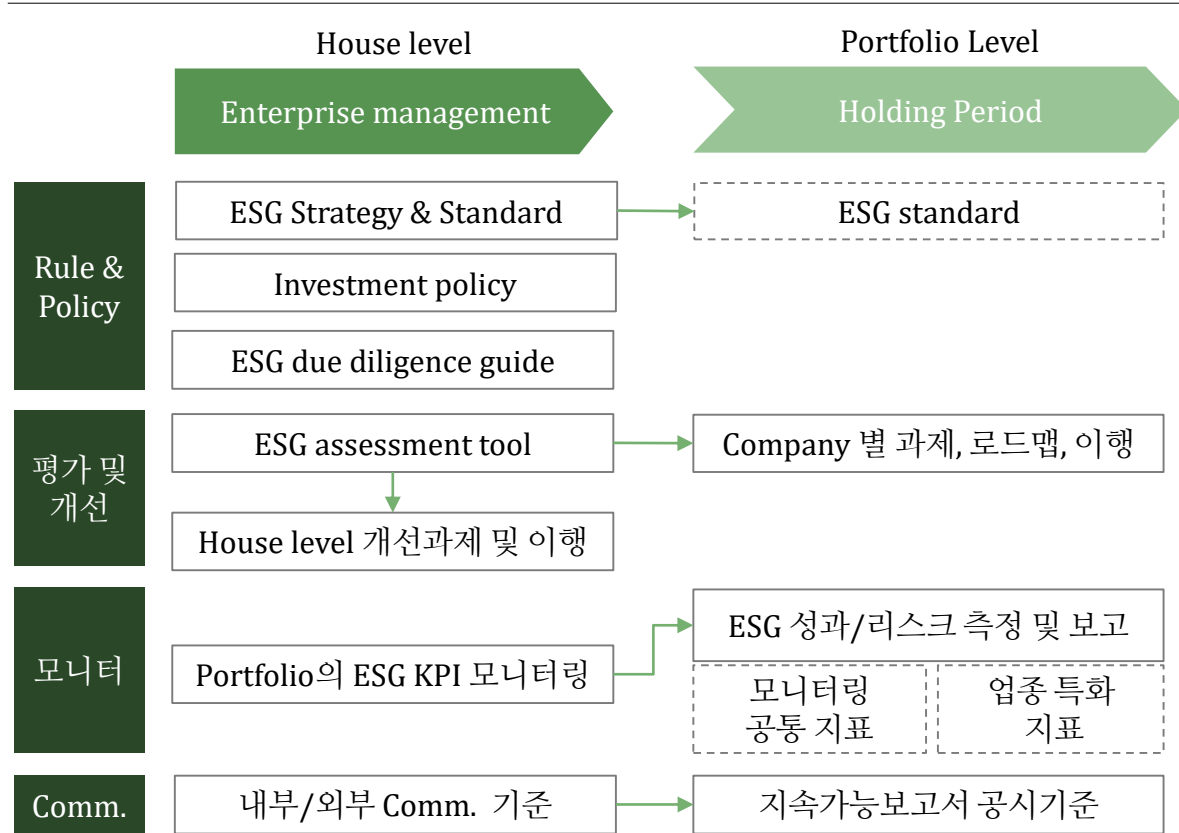 House level
Portfolio Level
Enterprise management
Holding Period
Rule &
Policy
ESG Strategy & Standard
ESG standard
Investment policy
ESG due diligence guide
평가 및
개선
ESG assessment tool
Company 별 과제, 로드맵, 이행
House level 개선과제 및 이행
모니터
Portfolio의 ESG KPI 모니터링
ESG 성과/리스크 측정 및 보고
모니터링
공통 지표
업종 특화
지표
Comm.
내부/외부 Comm. 기준
지속가능보고서 공시기준